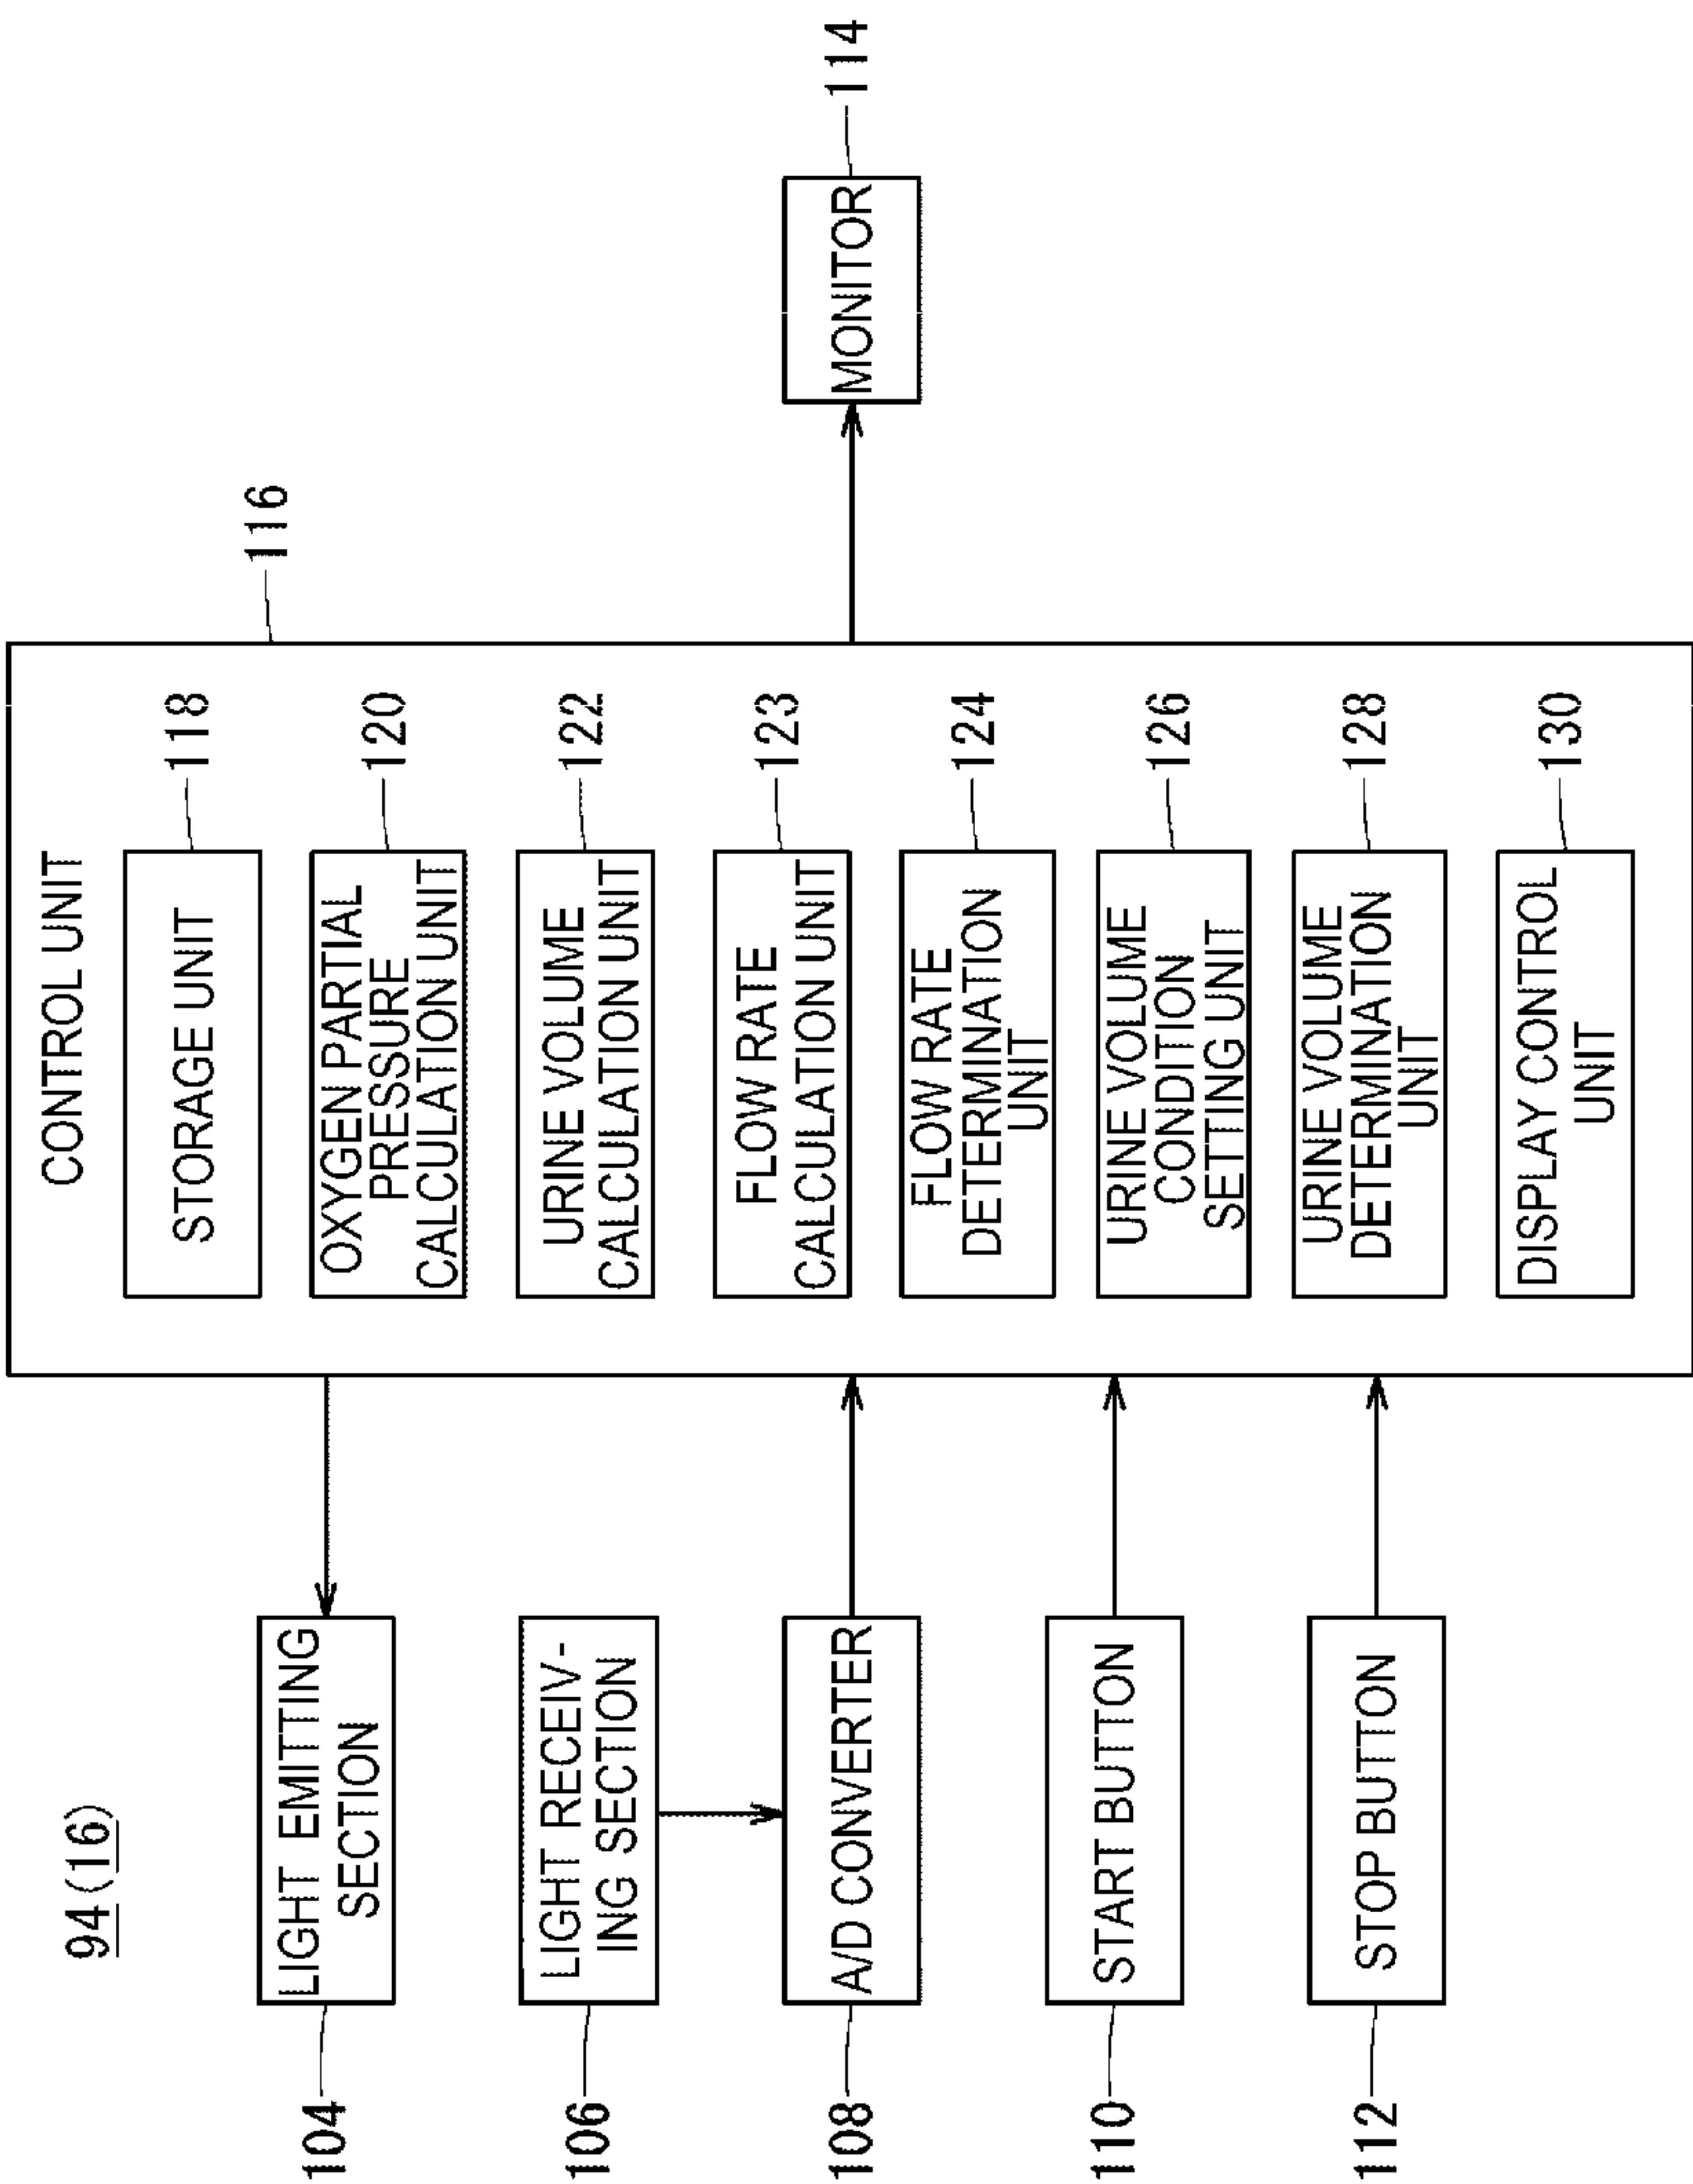 94(16)
104
LIGHT EMITTING
SECTION
106
LIGHT RECEIV-
ING SECTION
108
A/D CONVERTER
110
START BUTTON
112
STOP BUTTON
CONTROL UNIT
116
STORAGE UNIT
118
OXYGEN PARTIAL
PRESSURE
CALCULATION UNIT
120
URINE VOLUME
CALCULATION UNIT
122
FLOW RATE
CALCULATION UNIT
123
FLOW RATE
DETERMINATION
UNIT
124
URINE VOLUME
CONDITION
SETTING UNIT
126
URINE VOLUME
DETERMINATION
UNIT
128
DISPLAY CONTROL
UNIT
130
MONITOR
114